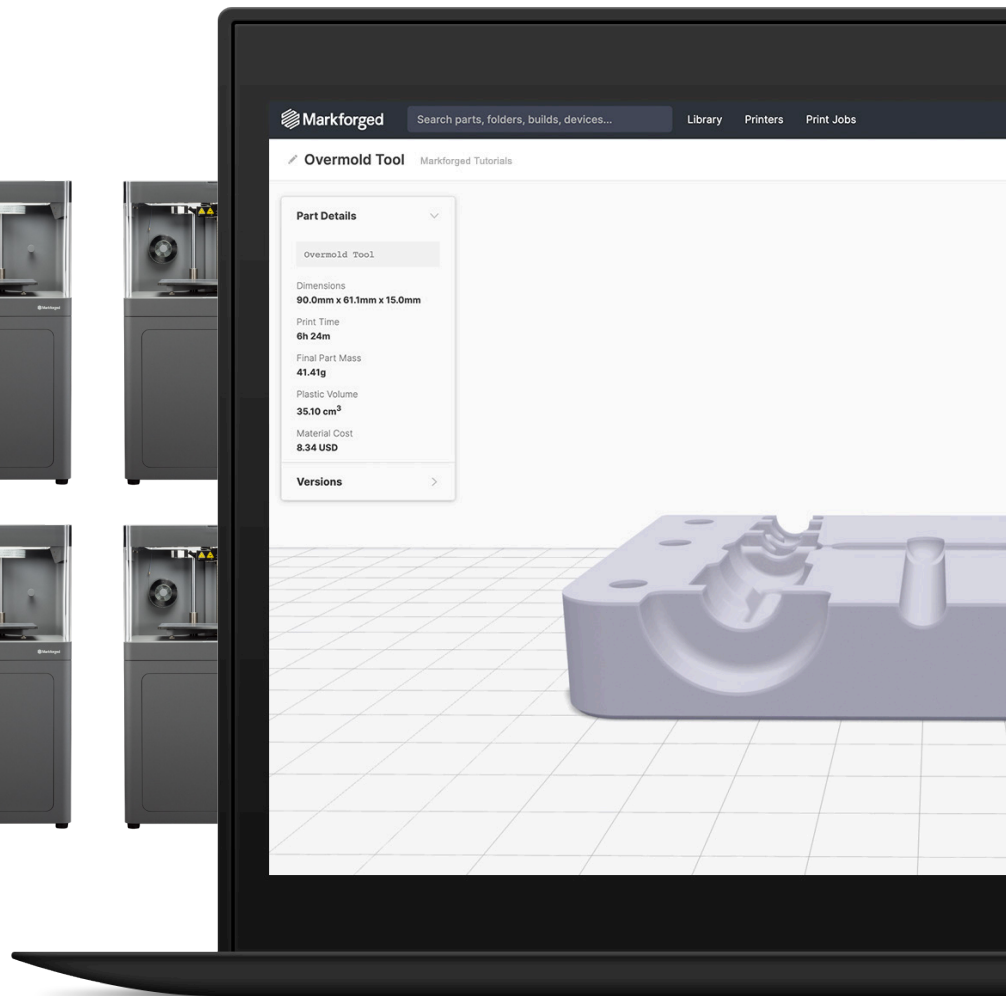 Markforged
Search parts, folders, builds, devices...
Library
Printers
Print Jobs
Overmold Tool
Markforged Tutorials
Part Details
Overmold Tool
Dimensions
90.0mm x 61.1mm x 15.0mm
Print Time
6h 24m
Final Part Mass
41.41g
Plastic Volume
35.10 cm³
Material Cost
8.34 USD
Versions
Markforged
Markforged